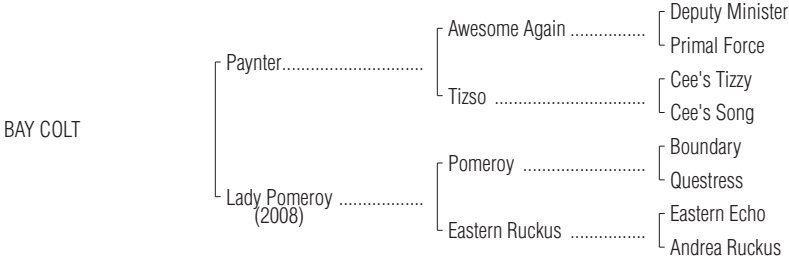 Deputy Minister
Awesome Again ................
Primal Force
Paynter.............................
Cee's Tizzy
Tizso ................................
Cee's Song
BAY COLT
Boundary
Pomeroy ..........................
Questress
Lady Pomeroy ..................
(2008)
Eastern Echo
Eastern Ruckus ................
Andrea Ruckus